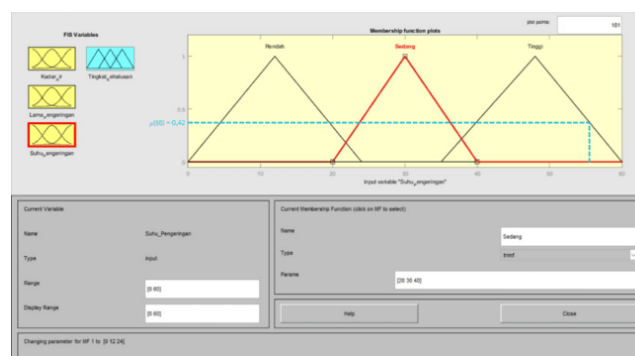 FIS Variables
Membership function plots
plot points:
181
Rendah
Sedang
Tinggi
Kadar_Air
Tingkat_Kehalusan
Lama_Pengeringan
Suhu_Pengeringan
1
0.5
0
μ(50) = 0,42
0
10
20
30
40
50
60
input variable "Suhu_Pengeringan"
Current Variable
Current Membership Function (click on MF to select)
Name
Suhu_Pengeringan
Name
Sedang
Type
input
Type
trimf
Params
[20 30 40]
Range
[0 60]
Display Range
[0 60]
Help
Close
Changing parameter for MF 1 to [0 12 24]